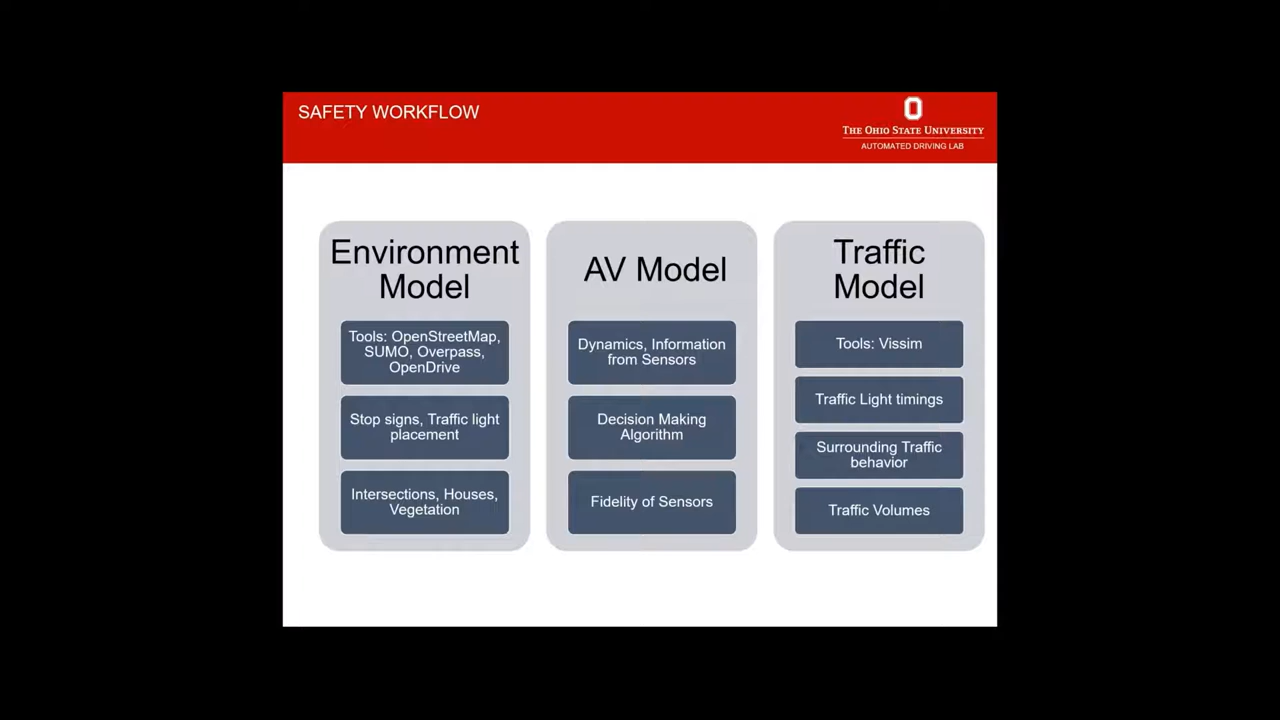 SAFETY WORKFLOW
O
THE OHIO STATE UNIVERSITY
AUTOMATED DRIVING LAB
Environment
Model
Tools: OpenStreetMap,
SUMO, Overpass,
OpenDrive
Stop signs, Traffic light
placement
Intersections, Houses,
Vegetation
AV Model
Dynamics, Information
from Sensors
Decision Making
Algorithm
Fidelity of Sensors
Traffic
Model
Tools: Vissim
Traffic Light timings
Surrounding Traffic
behavior
Traffic Volumes